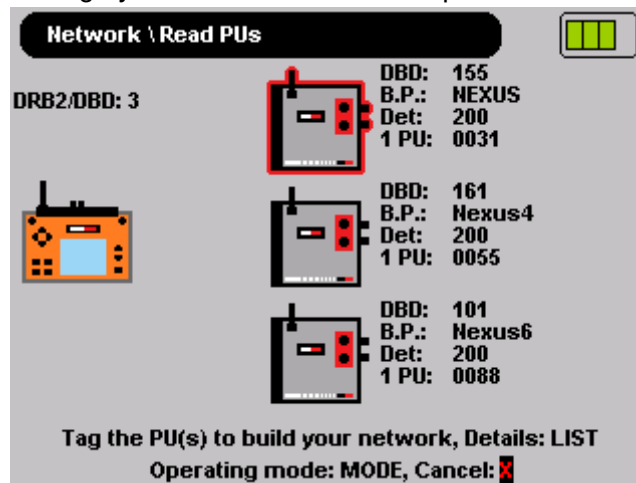 Network \ Read PUs
DRB2/DBD: 3
DBD: 155
B.P.: NEXUS
Det: 200
1 PU: 0031
DBD: 161
B.P.: Nexus4
Det: 200
1 PU: 0055
DBD: 101
B.P.: Nexus6
Det: 200
1 PU: 0088
Tag the PU(s) to build your network, Details: LIST
Operating mode: MODE, Cancel: X